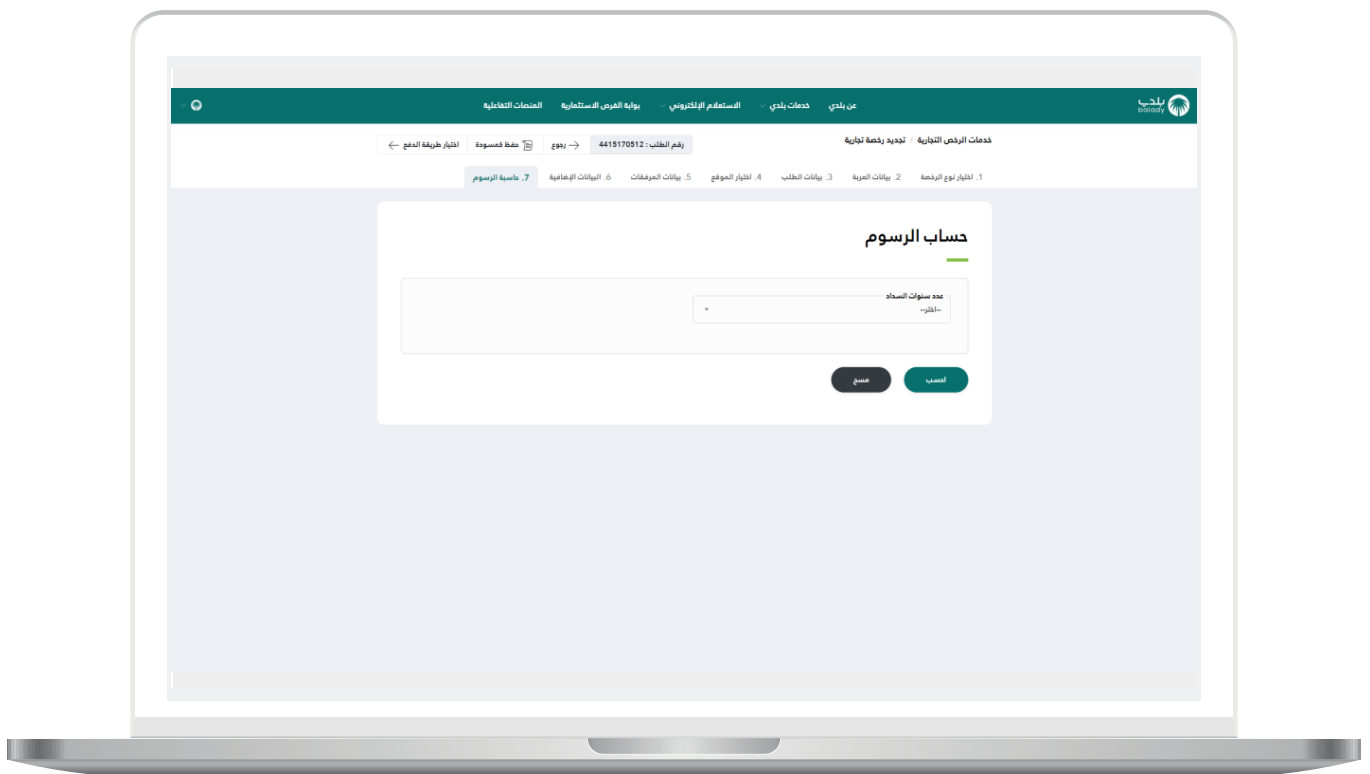 بلدي
balady
عن بلدي خدمات بلدي الاستعلام الإلكتروني بوابة الفرص الاستثمارية المنصات التفاعلية
خدمات الرخص التجارية / تجديد رخصة تجارية
رقم الطلب : 4415170512 رجوع حفظ كمسودة اختيار طريقة الدفع
1. اختيار نوع الرخصة 2. بيانات العربة 3. بيانات الطلب 4. اختيار الموقع 5. بيانات المرفقات 6. البيانات الإضافية 7. حاسبة الرسوم
حساب الرسوم
عدد سنوات السداد
--اختر--
احسب مسح